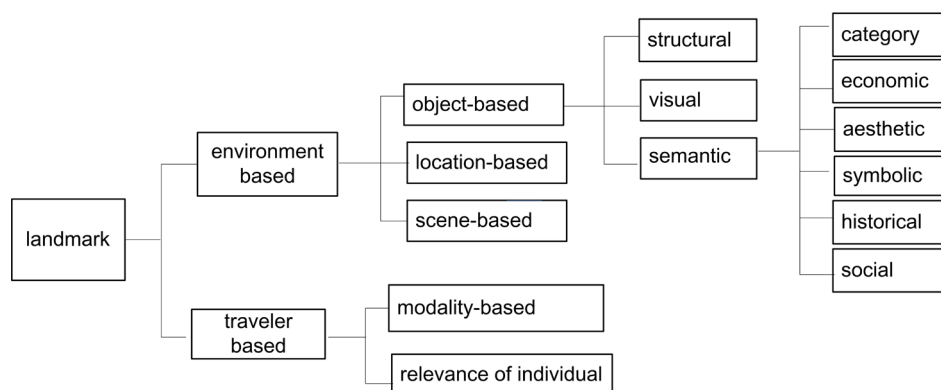 landmark
environment
based
traveler
based
object-based
location-based
scene-based
modality-based
relevance of individual
structural
visual
semantic
category
economic
aesthetic
symbolic
historical
social